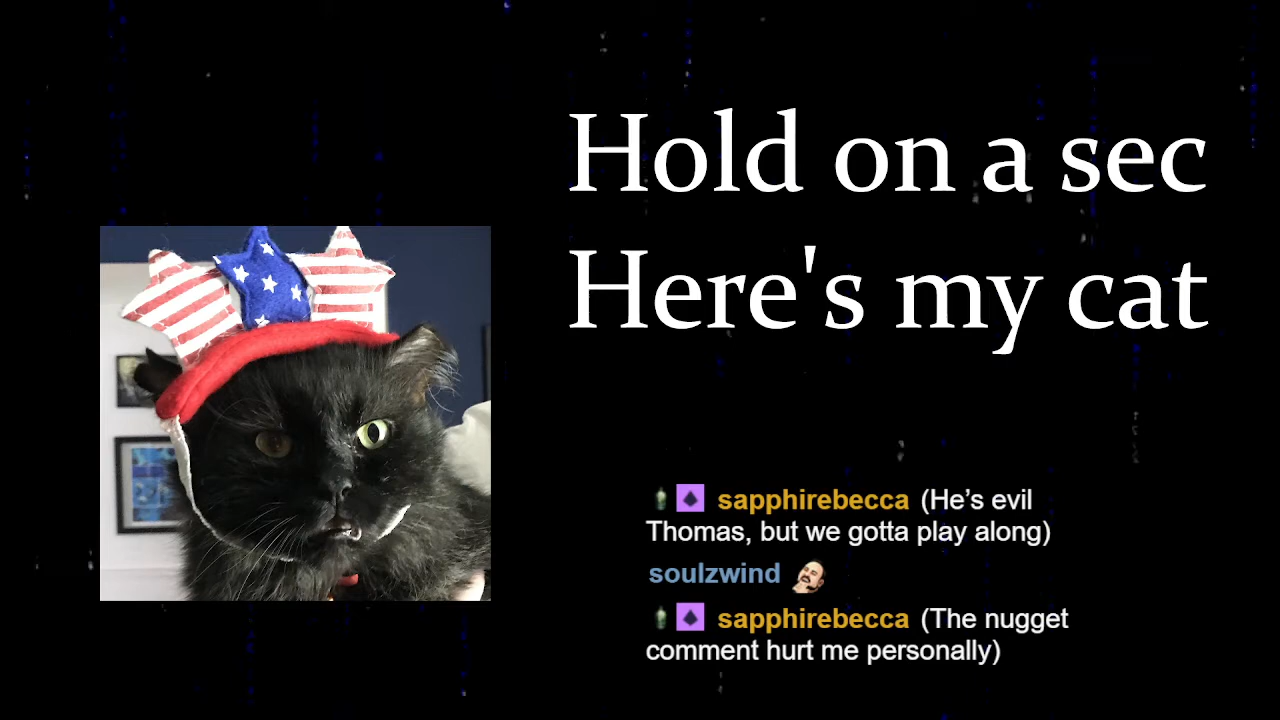 Hold on a sec
Here's my cat
sapphirebecca (He’s evil
Thomas, but we gotta play along)
soulzwind
sapphirebecca (The nugget
comment hurt me personally)